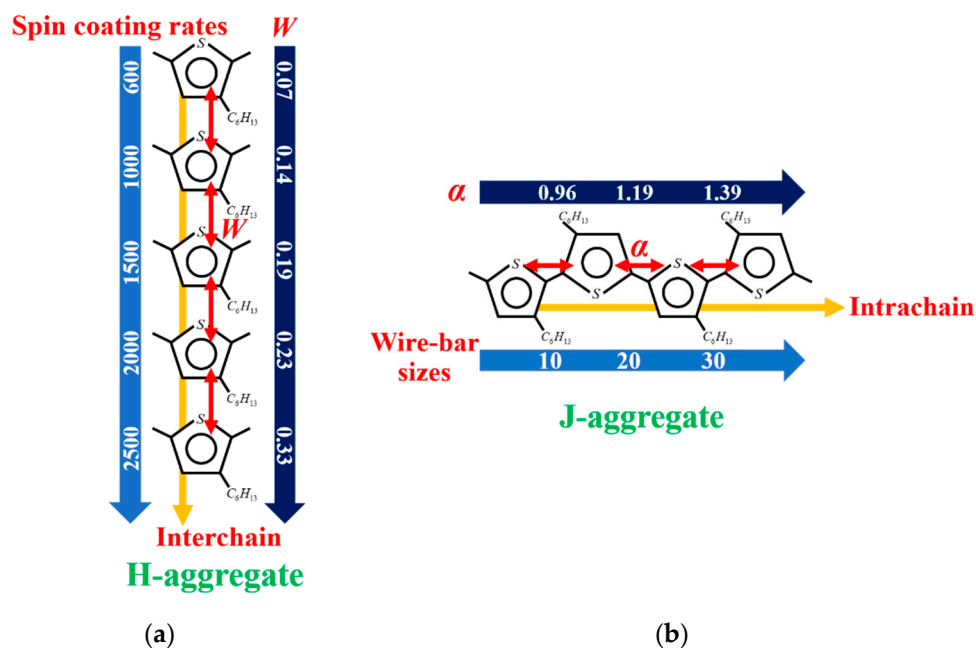 Spin coating rates
W
600
1000
1500
2000
2500
S
C₆H₁₃
S
C₆H₁₃
W
S
C₆H₁₃
S
C₆H₁₃
S
C₆H₁₃
0.07
0.14
0.19
0.23
0.33
Interchain
H-aggregate
(a)
α
0.96 1.19 1.39
C₆H₁₃ C₆H₁₃
S α S
S S
Intrachain
C₆H₁₃ C₆H₁₃
Wire-bar
sizes
10 20 30
J-aggregate
(b)